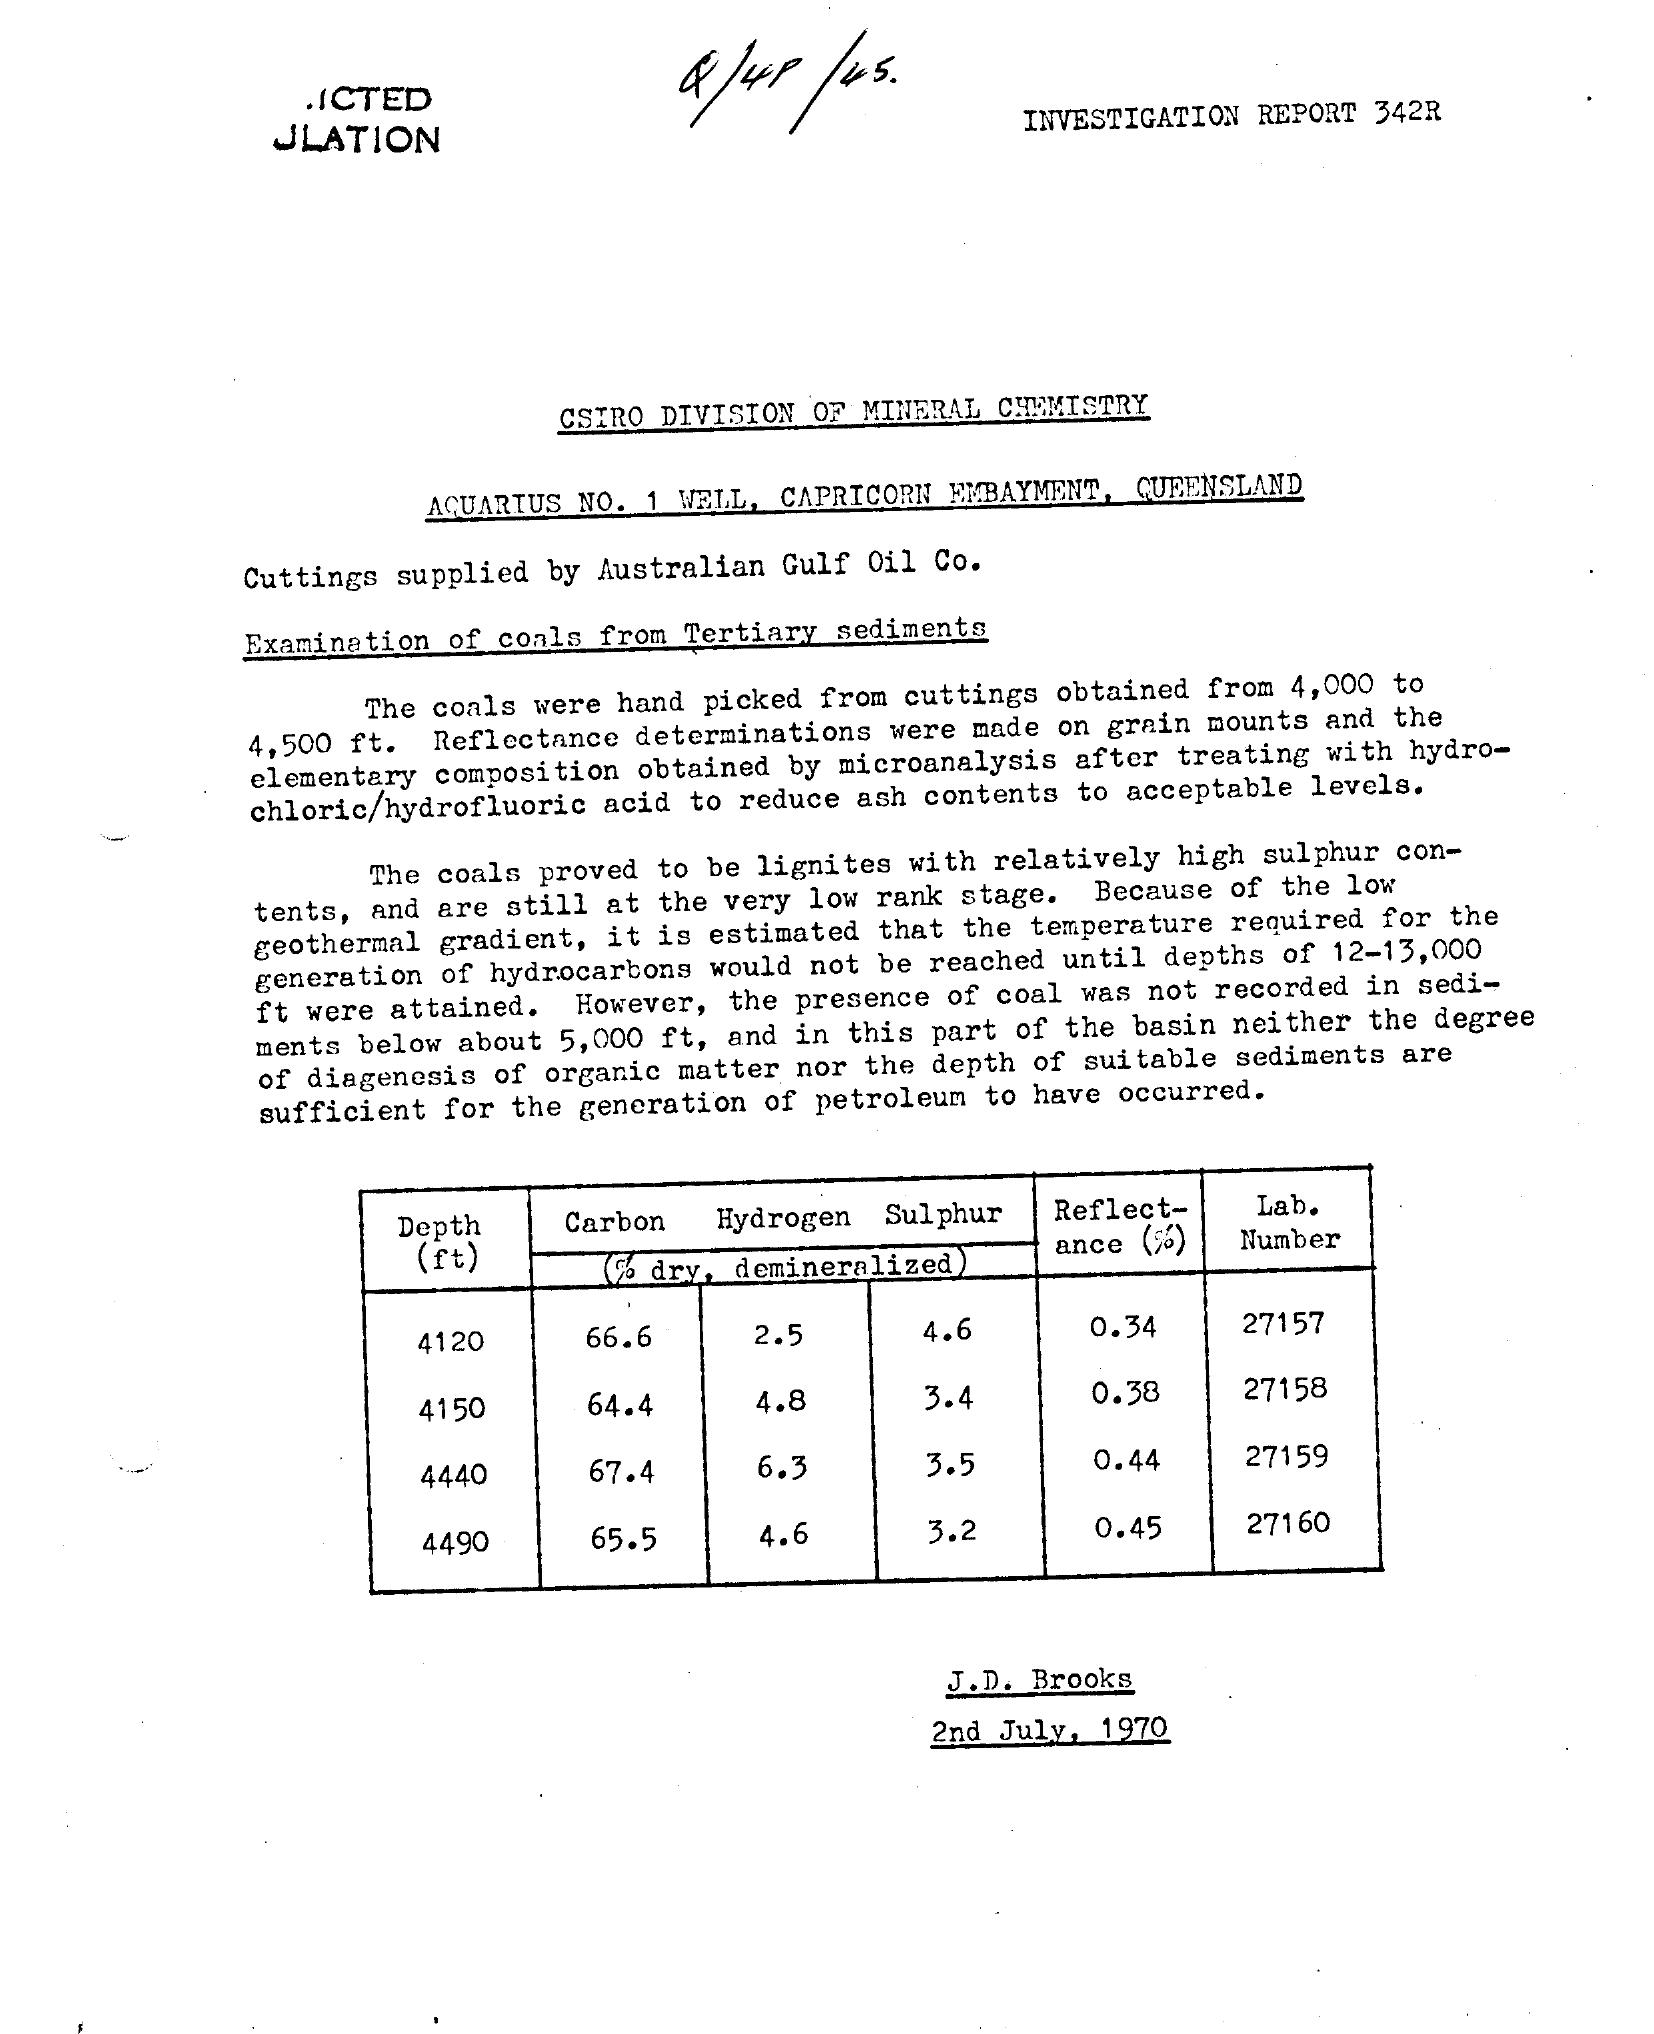 .ICTED
JLATION
Q/4P/45.
INVESTIGATION REPORT 342R
CSIRO DIVISION OF MINERAL CHEMISTRY
AQUARIUS NO. 1 WELL, CAPRICORN EMBAYMENT, QUEENSLAND
Cuttings supplied by Australian Gulf Oil Co.
Examination of coals from Tertiary sediments
The coals were hand picked from cuttings obtained from 4,000 to
4,500 ft. Reflectance determinations were made on grain mounts and the
elementary composition obtained by microanalysis after treating with hydro-
chloric/hydrofluoric acid to reduce ash contents to acceptable levels.
The coals proved to be lignites with relatively high sulphur con-
tents, and are still at the very low rank stage. Because of the low
geothermal gradient, it is estimated that the temperature required for the
generation of hydrocarbons would not be reached until depths of 12-13,000
ft were attained. However, the presence of coal was not recorded in sedi-
ments below about 5,000 ft, and in this part of the basin neither the degree
of diagenesis of organic matter nor the depth of suitable sediments are
sufficient for the generation of petroleum to have occurred.
Depth (ft) Carbon Hydrogen Sulphur Reflect- Lab.
ance (%) Number
(% dry, demineralized)
4120 66.6 2.5 4.6 0.34 27157
4150 64.4 4.8 3.4 0.38 27158
4440 67.4 6.3 3.5 0.44 27159
4490 65.5 4.6 3.2 0.45 27160
J.D. Brooks
2nd July, 1970